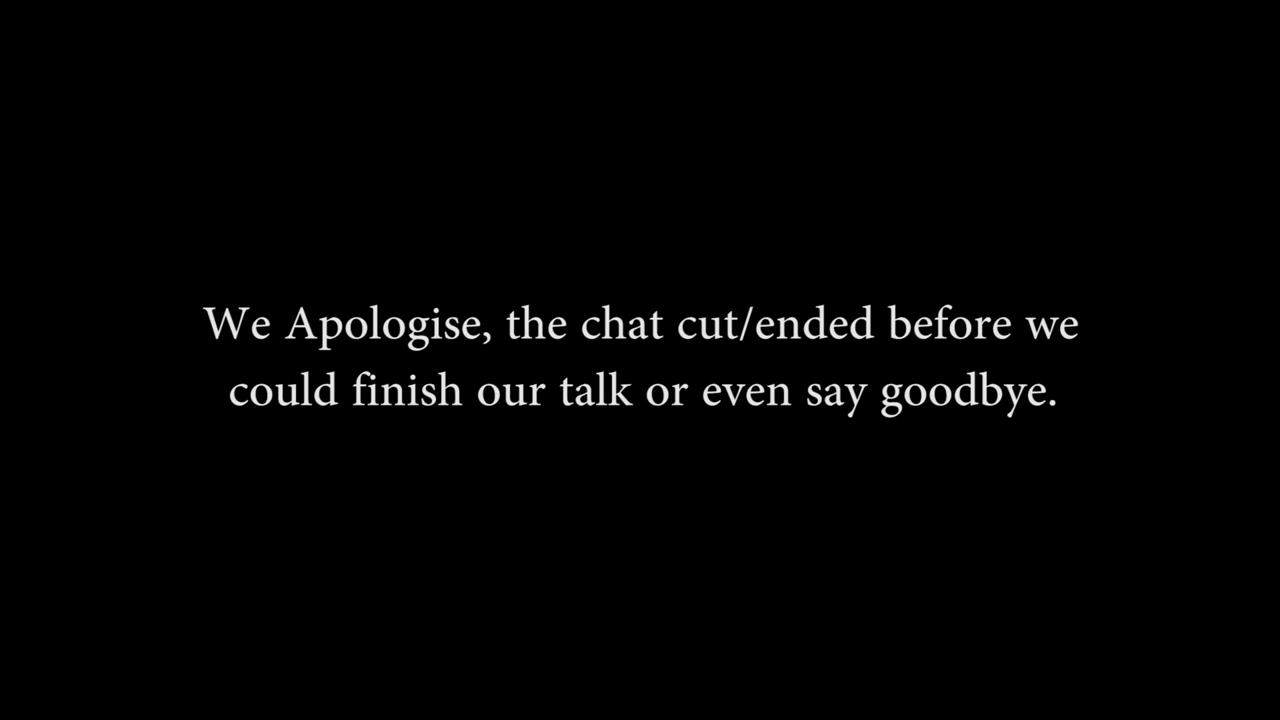 We Apologise, the chat cut/ended before we
could finish our talk or even say goodbye.